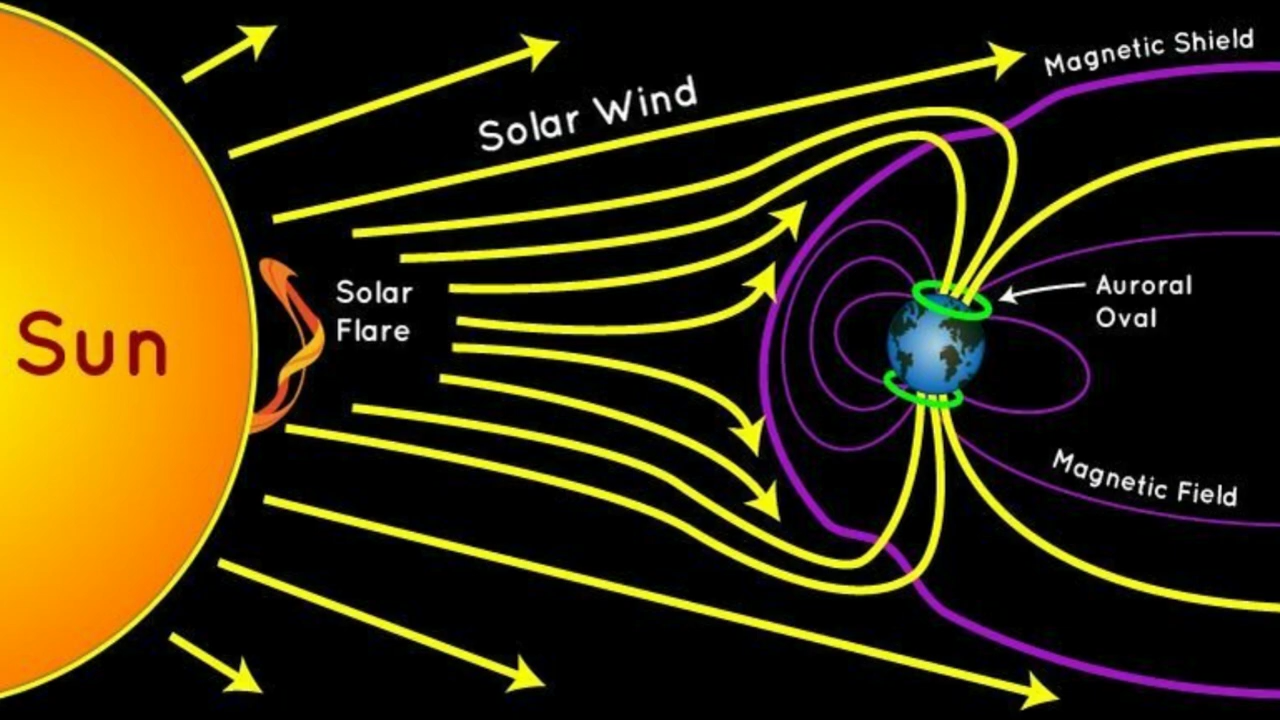 Magnetic Shield
Solar Wind
Solar
Flare
Auroral
Oval
Sun
Magnetic Field